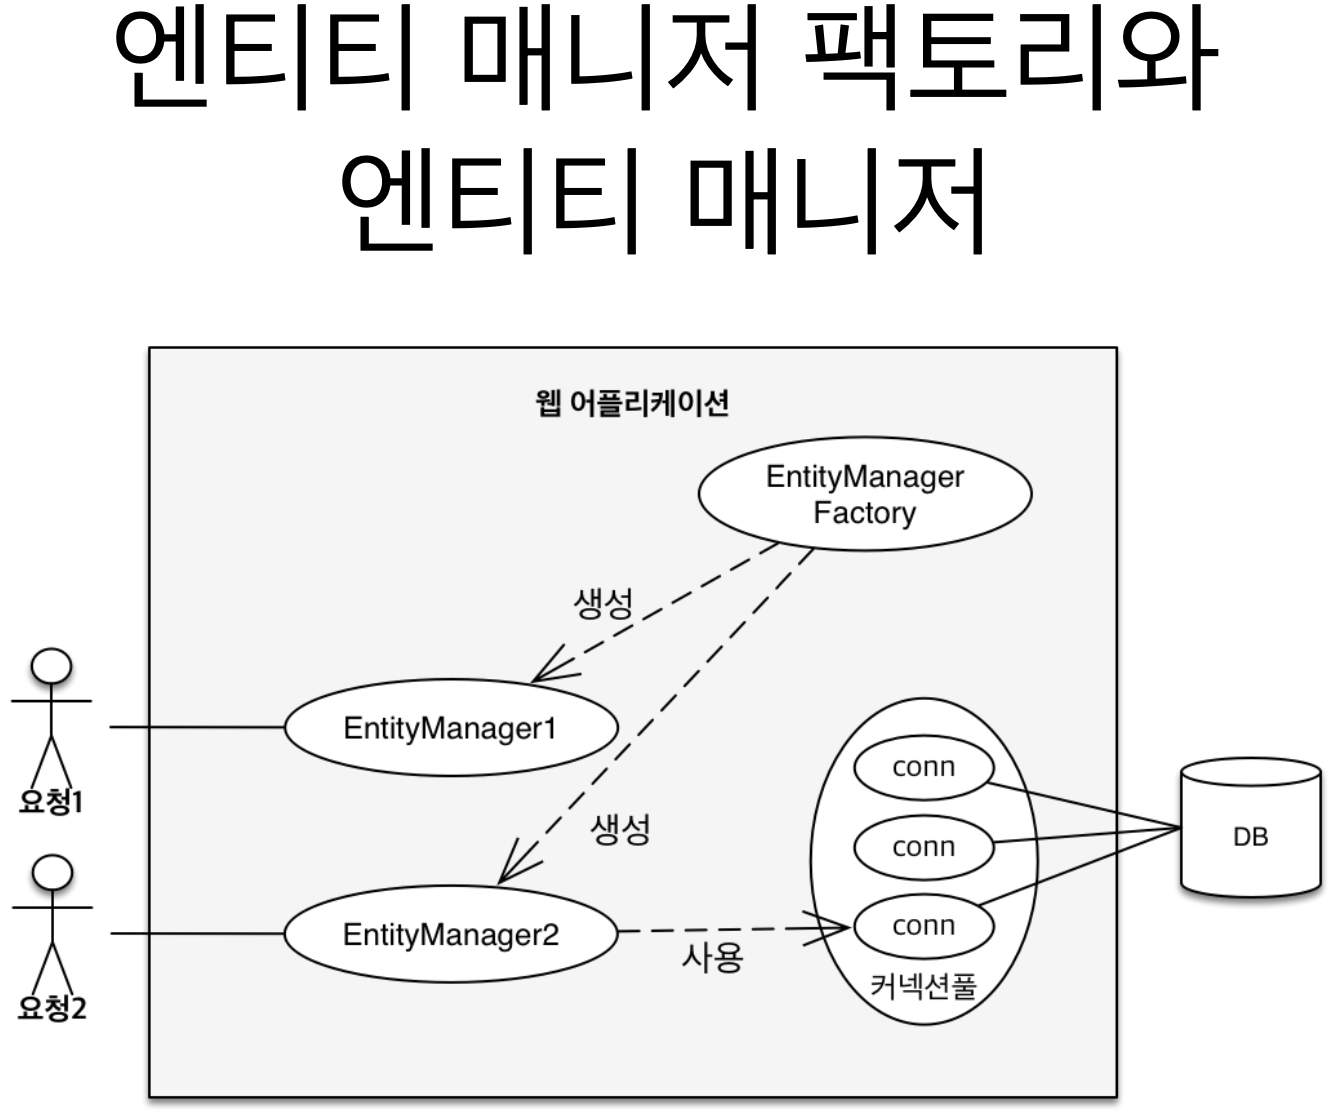 엔티티 매니저 팩토리와
엔티티 매니저
웹 어플리케이션
EntityManager
Factory
생성
EntityManager1
요청1
conn
conn
DB
생성
EntityManager2
conn
사용
커넥션풀
요청2